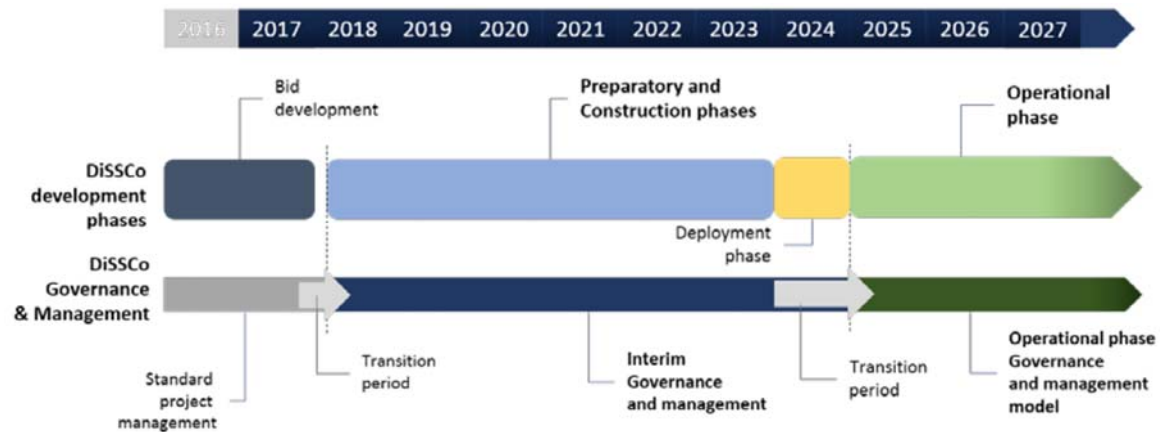 2016 2017 2018 2019 2020 2021 2022 2023 2024 2025 2026 2027
Bid
development
Preparatory and
Construction phases
Operational
phase
DiSSCo
development
phases
Deployment
phase
DiSSCo
Governance
& Management
Standard
project
management
Transition
period
Interim
Governance
and management
Transition
period
Operational phase
Governance
and management
model